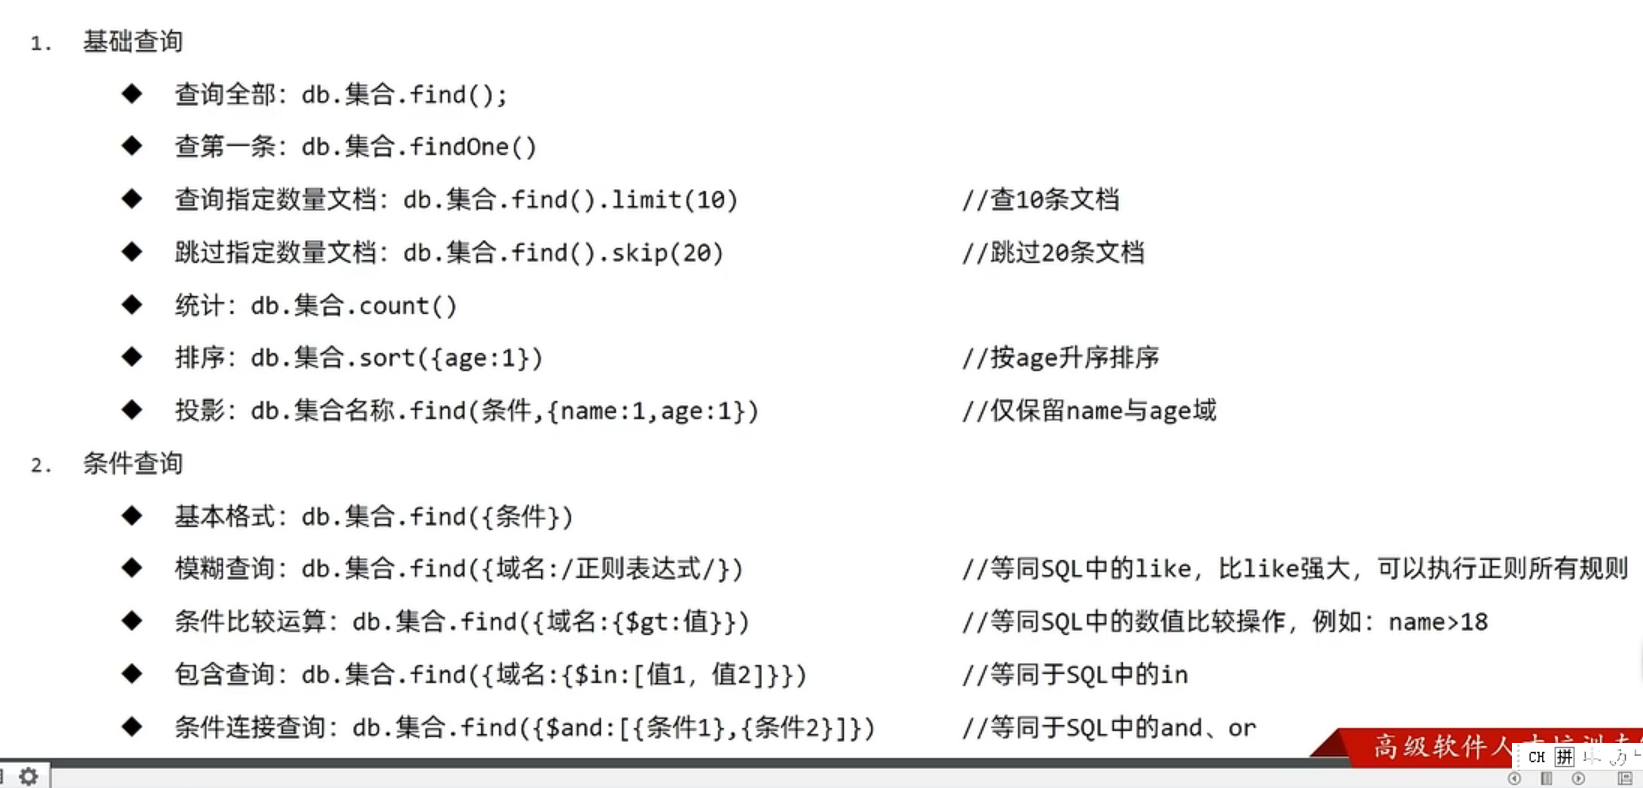 1. 基础查询
◆ 查询全部：db.集合.find();
◆ 查第一条：db.集合.findOne()
◆ 查询指定数量文档：db.集合.find().limit(10) //查10条文档
◆ 跳过指定数量文档：db.集合.find().skip(20) //跳过20条文档
◆ 统计：db.集合.count()
◆ 排序：db.集合.sort({age:1}) //按age升序排序
◆ 投影：db.集合名称.find(条件,{name:1,age:1}) //仅保留name与age域
2. 条件查询
◆ 基本格式：db.集合.find({条件})
◆ 模糊查询：db.集合.find({域名:/正则表达式/}) //等同SQL中的like，比like强大，可以执行正则所有规则
◆ 条件比较运算：db.集合.find({域名:{$gt:值}}) //等同SQL中的数值比较操作，例如：name>18
◆ 包含查询：db.集合.find({域名:{$in:[值1，值2]}}) //等同于SQL中的in
◆ 条件连接查询：db.集合.find({$and:[{条件1},{条件2}]}) //等同于SQL中的and、or
高级软件人
CH 拼